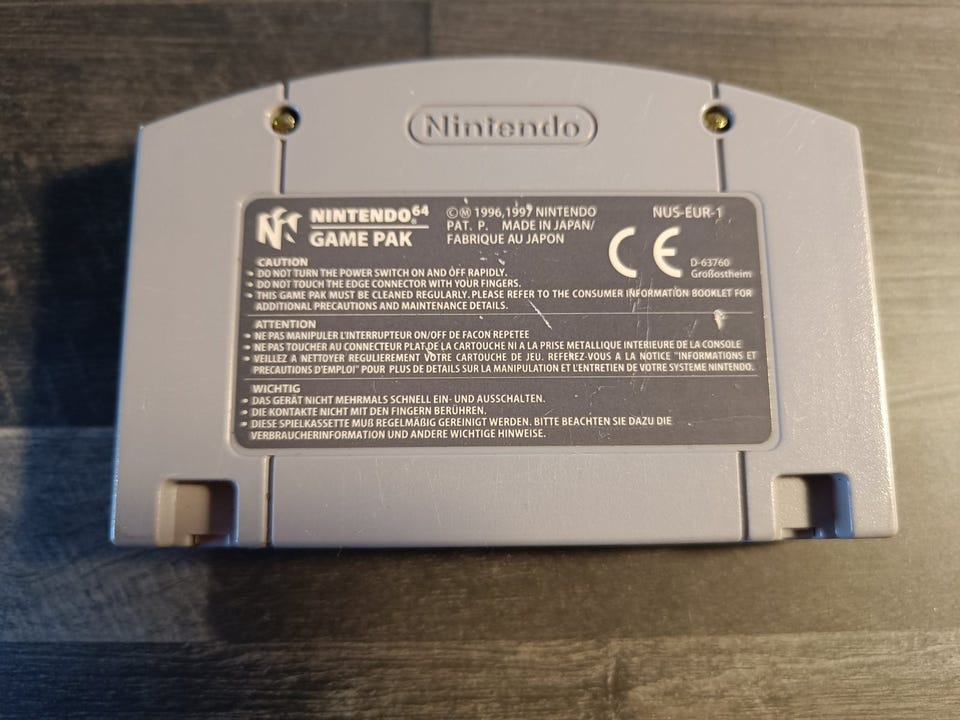 Nintendo
NINTENDO64
GAME PAK
©Ⓜ 1996,1997 NINTENDO
PAT. P. MADE IN JAPAN/
FABRIQUE AU JAPON
NUS-EUR-1
CE
D-63760
Großostheim
CAUTION
• DO NOT TURN THE POWER SWITCH ON AND OFF RAPIDLY.
• DO NOT TOUCH THE EDGE CONNECTOR WITH YOUR FINGERS.
• THIS GAME PAK MUST BE CLEANED REGULARLY. PLEASE REFER TO THE CONSUMER INFORMATION BOOKLET FOR
ADDITIONAL PRECAUTIONS AND MAINTENANCE DETAILS.
ATTENTION
• NE PAS MANIPULER L'INTERRUPTEUR ON/OFF DE FACON REPETEE
• NE PAS TOUCHER AU CONNECTEUR PLAT DE LA CARTOUCHE NI A LA PRISE METALLIQUE INTERIEURE DE LA CONSOLE
• VEILLEZ A NETTOYER REGULIEREMENT VOTRE CARTOUCHE DE JEU. REFEREZ-VOUS A LA NOTICE "INFORMATIONS ET
PRECAUTIONS D'EMPLOI" POUR PLUS DE DETAILS SUR LA MANIPULATION ET L'ENTRETIEN DE VOTRE SYSTEME NINTENDO.
WICHTIG
• DAS GERÄT NICHT MEHRMALS SCHNELL EIN- UND AUSSCHALTEN.
• DIE KONTAKTE NICHT MIT DEN FINGERN BERÜHREN.
• DIESE SPIELKASSETTE MUß REGELMÄßIG GEREINIGT WERDEN. BITTE BEACHTEN SIE DAZU DIE
VERBRAUCHERINFORMATION UND ANDERE WICHTIGE HINWEISE.